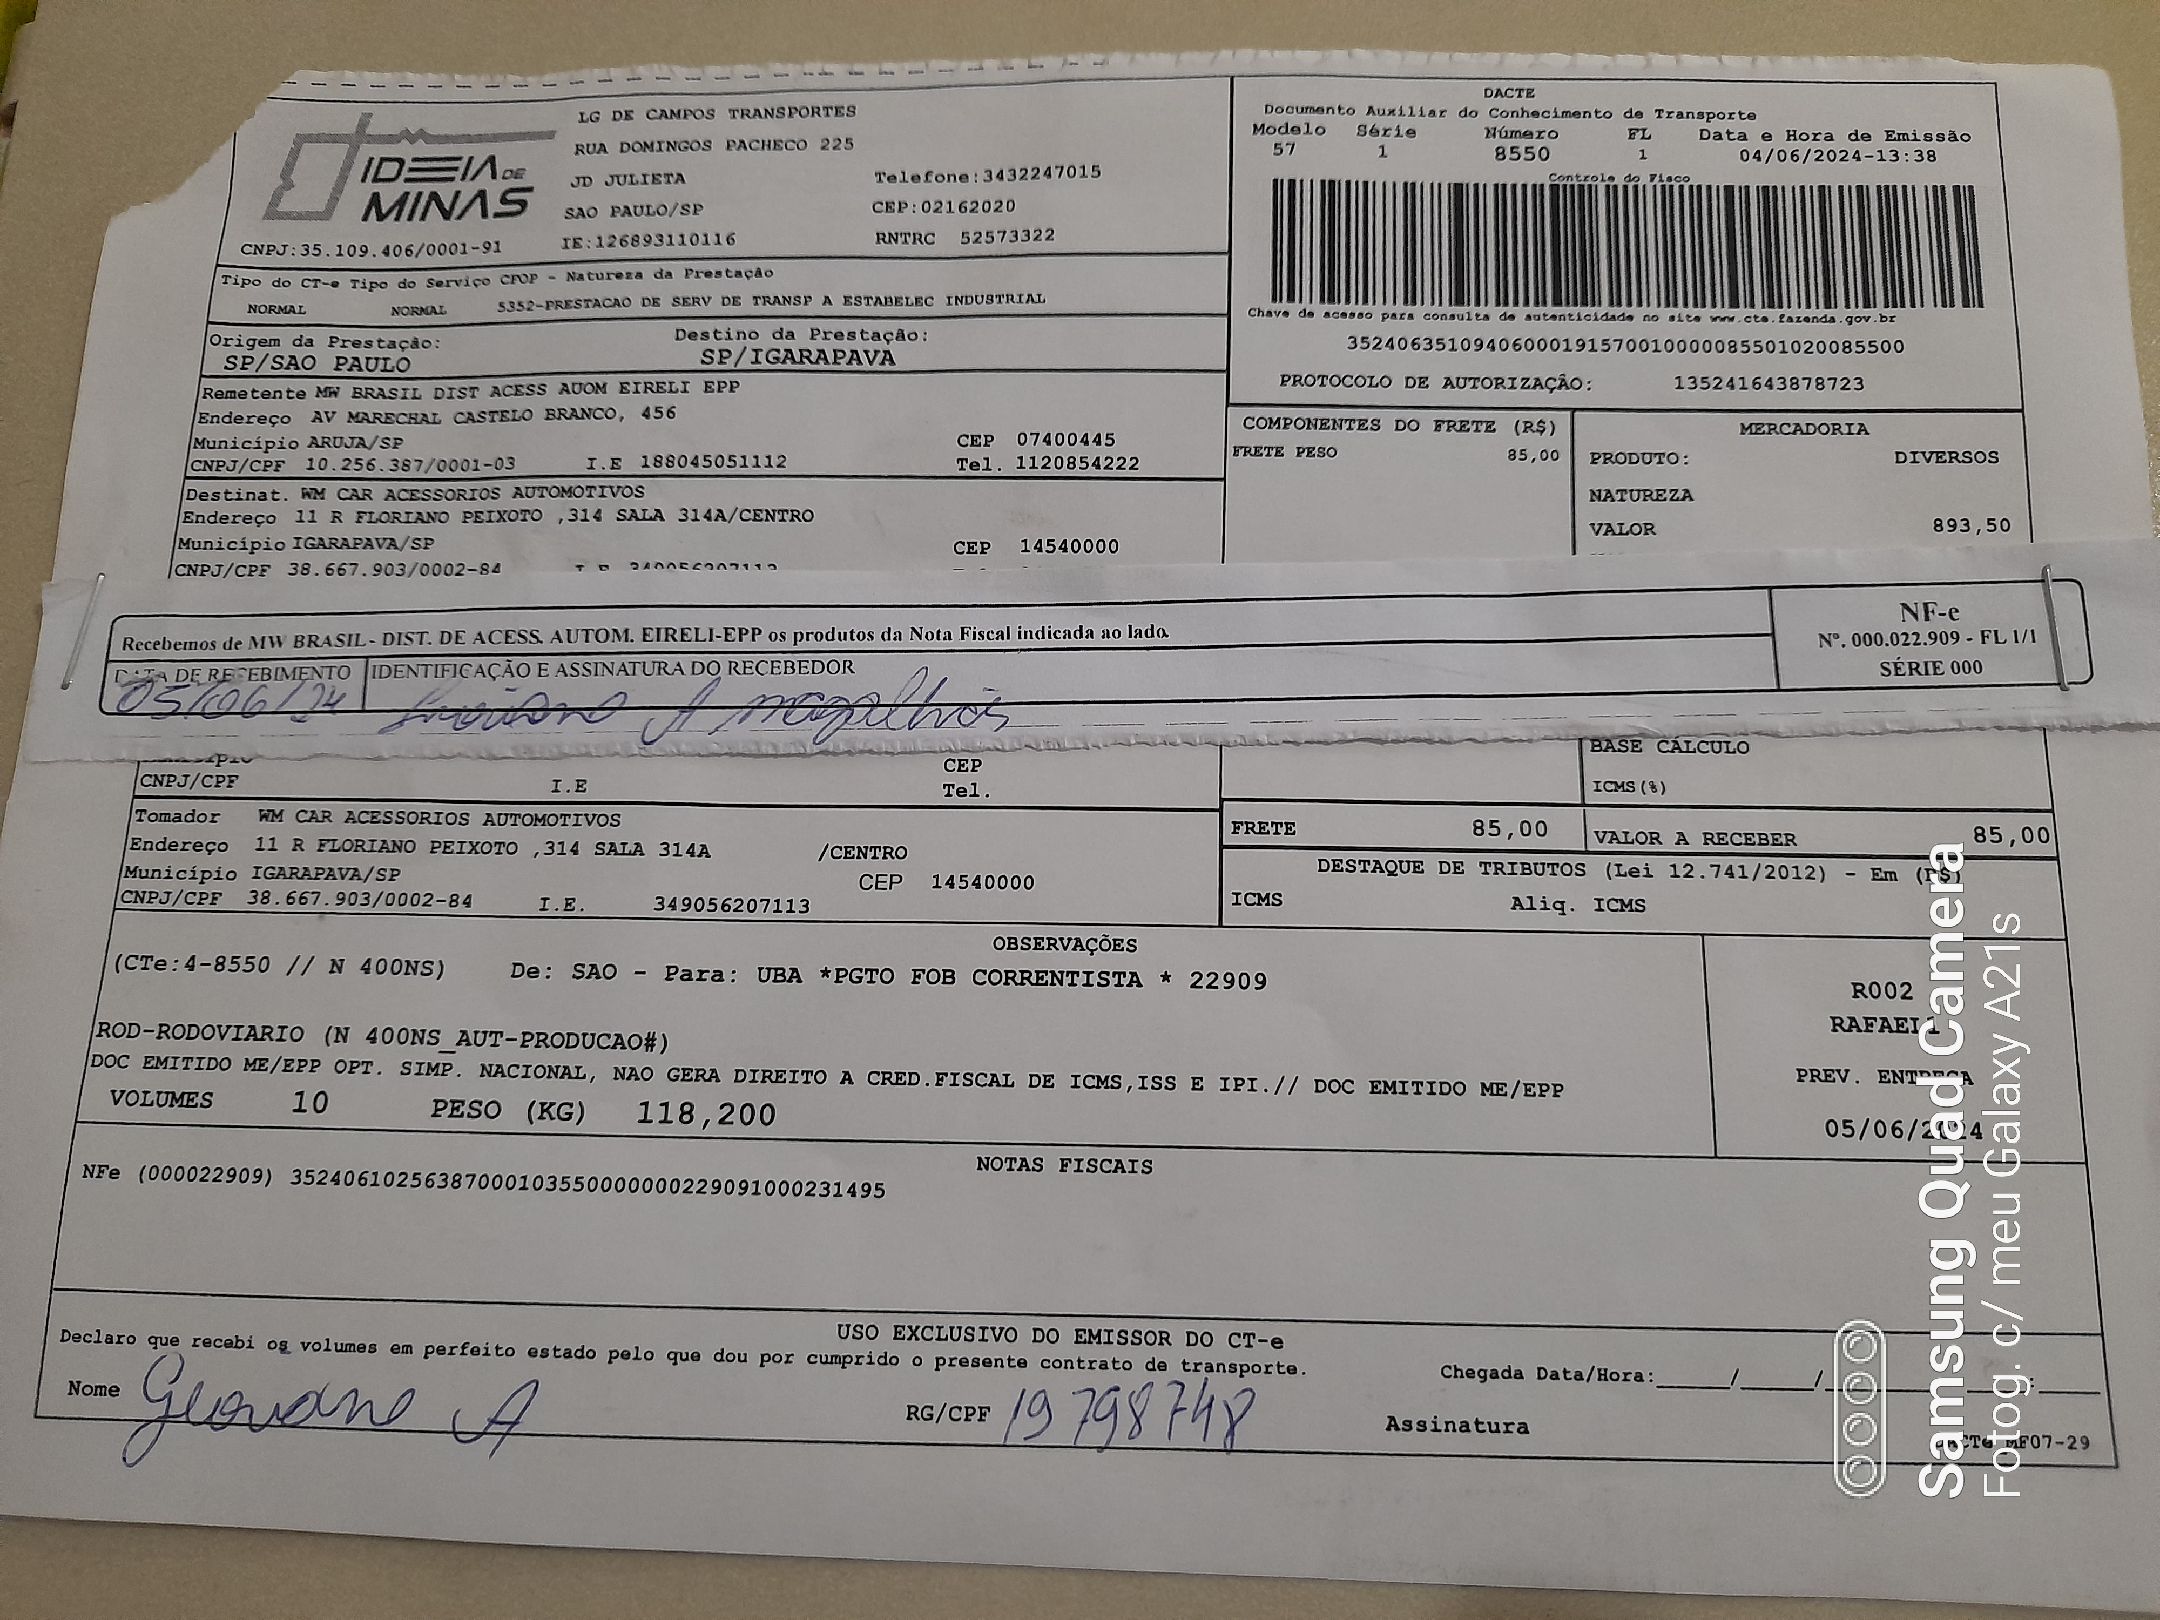 IDEIA DE MINAS
CNPJ:35.109.406/0001-91
LG DE CAMPOS TRANSPORTES
RUA DOMINGOS PACHECO 225
JD JULIETA Telefone:3432247015
SAO PAULO/SP CEP:02162020
IE:126893110116 RNTRC 52573322
DACTE
Documento Auxiliar do Conhecimento de Transporte
Modelo Série Número FL Data e Hora de Emissão
57 1 8550 1 04/06/2024-13:38
Controle do Fisco
Chave de acesso para consulta de autenticidade no site www.cte.fazenda.gov.br
35240635109406000191570010000085501020085500
PROTOCOLO DE AUTORIZAÇÃO: 135241643878723
Tipo do CT-e Tipo do Serviço CFOP - Natureza da Prestação
NORMAL NORMAL 5352-PRESTACAO DE SERV DE TRANSP A ESTABELEC INDUSTRIAL
Origem da Prestação: Destino da Prestação:
SP/SAO PAULO SP/IGARAPAVA
Remetente MW BRASIL DIST ACESS AUOM EIRELI EPP
Endereço AV MARECHAL CASTELO BRANCO, 456
Município ARUJA/SP CEP 07400445
CNPJ/CPF 10.256.387/0001-03 I.E 188045051112 Tel. 1120854222
Destinat. WM CAR ACESSORIOS AUTOMOTIVOS
Endereço 11 R FLORIANO PEIXOTO ,314 SALA 314A/CENTRO
Município IGARAPAVA/SP CEP 14540000
CNPJ/CPF 38.667.903/0002-84
COMPONENTES DO FRETE (R$)
FRETE PESO 85,00
MERCADORIA
PRODUTO: DIVERSOS
NATUREZA
VALOR 893,50
Recebemos de MW BRASIL- DIST. DE ACESS. AUTOM. EIRELI-EPP os produtos da Nota Fiscal indicada ao lado.
DATA DE RECEBIMENTO IDENTIFICAÇÃO E ASSINATURA DO RECEBEDOR
05/06/24 A magalhães
NF-e
Nº. 000.022.909 - FL 1/1
SÉRIE 000
CEP
CNPJ/CPF I.E Tel.
BASE CÁLCULO
ICMS(%)
Tomador WM CAR ACESSORIOS AUTOMOTIVOS
Endereço 11 R FLORIANO PEIXOTO ,314 SALA 314A /CENTRO
Município IGARAPAVA/SP CEP 14540000
CNPJ/CPF 38.667.903/0002-84 I.E. 349056207113
FRETE 85,00 VALOR A RECEBER 85,00
DESTAQUE DE TRIBUTOS (Lei 12.741/2012) - Em (R$)
ICMS Aliq. ICMS
OBSERVAÇÕES
(CTe:4-8550 // N 400NS) De: SAO - Para: UBA *PGTO FOB CORRENTISTA * 22909
ROD-RODOVIARIO (N 400NS_AUT-PRODUCAO#)
DOC EMITIDO ME/EPP OPT. SIMP. NACIONAL, NAO GERA DIREITO A CRED.FISCAL DE ICMS,ISS E IPI.// DOC EMITIDO ME/EPP
VOLUMES 10 PESO (KG) 118,200
R002
RAFAEL1
PREV. ENTREGA
05/06/2024
NOTAS FISCAIS
NFe (000022909) 35240610256387000103550000000229091000231495
USO EXCLUSIVO DO EMISSOR DO CT-e
Declaro que recebi os volumes em perfeito estado pelo que dou por cumprido o presente contrato de transporte.
Nome A RG/CPF 19798748
Chegada Data/Hora:_____/_____/_____ :_____
Assinatura
MF07-29
Samsung Quad Camera
Fotog. c/ meu Galaxy A21s